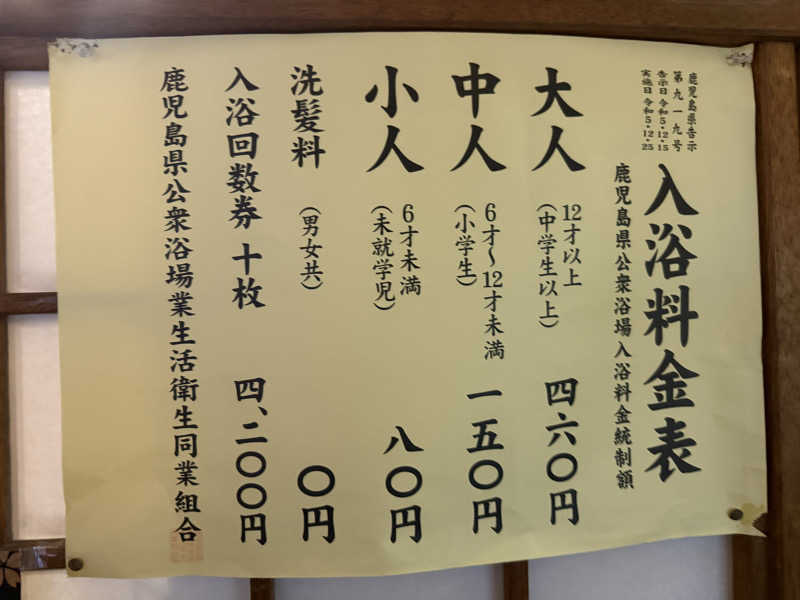 鹿児島県告示
第九一九号
告示日 令和5・12・15
実施日 令和5・12・25
入浴料金表
鹿児島県公衆浴場入浴料金統制額
大人 12才以上 (中学生以上) 四六〇円
中人 6才〜12才未満 (小学生) 一五〇円
小人 6才未満 (未就学児) 八〇円
洗髪料 (男女共) 〇円
入浴回数券 十枚 四、二〇〇円
鹿児島県公衆浴場業生活衛生同業組合